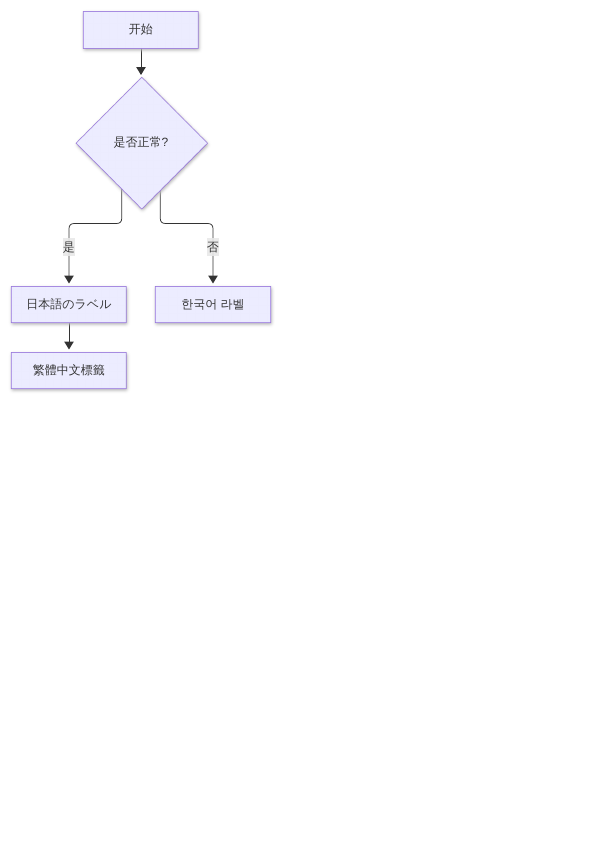 开始
是否正常?
是
否
日本語のラベル
한국어 라벨
繁體中文標籤